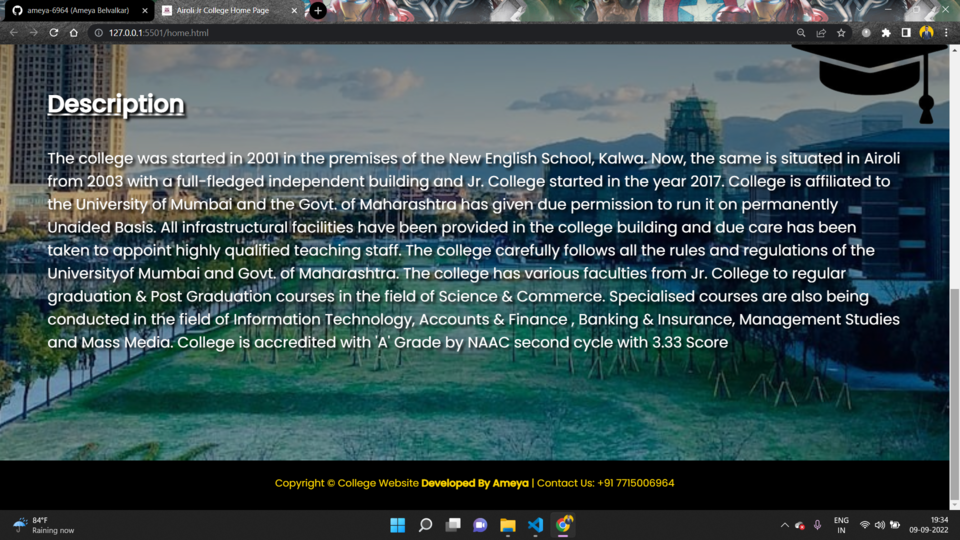 ameya-6964 (Ameya Belvalkar)
Airoli Jr College Home Page
127.0.0.1:5501/home.html
Description
The college was started in 2001 in the premises of the New English School, Kalwa. Now, the same is situated in Airoli
from 2003 with a full-fledged independent building and Jr. College started in the year 2017. College is affiliated to
the University of Mumbai and the Govt. of Maharashtra has given due permission to run it on permanently
Unaided Basis. All infrastructural facilities have been provided in the college building and due care has been
taken to appoint highly qualified teaching staff. The college carefully follows all the rules and regulations of the
Universityof Mumbai and Govt. of Maharashtra. The college has various faculties from Jr. College to regular
graduation & Post Graduation courses in the field of Science & Commerce. Specialised courses are also being
conducted in the field of Information Technology, Accounts & Finance , Banking & Insurance, Management Studies
and Mass Media. College is accredited with 'A' Grade by NAAC second cycle with 3.33 Score
Copyright © College Website Developed By Ameya | Contact Us: +91 7715006964
84°F
Raining now
ENG
IN
19:34
09-09-2022